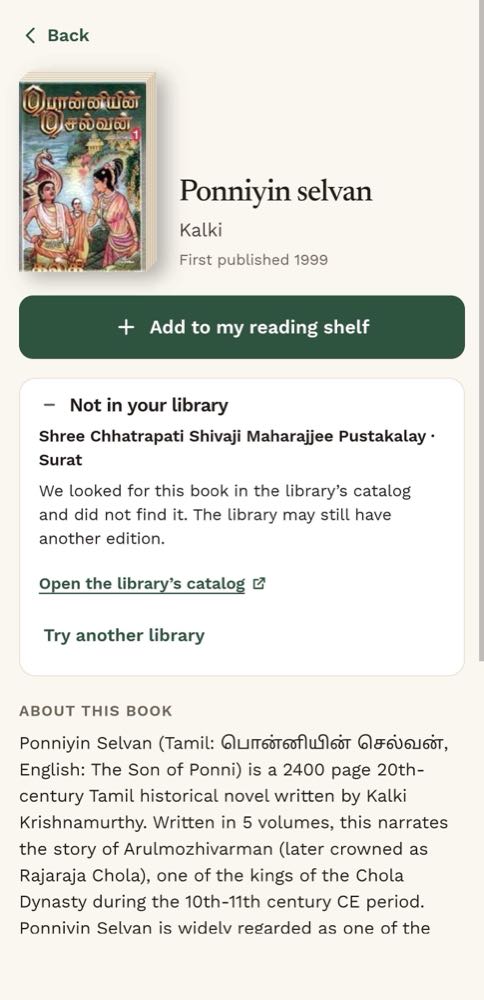 Back
பொன்னியின்
செல்வன்
1
Ponniyin selvan
Kalki
First published 1999
+ Add to my reading shelf
– Not in your library
Shree Chhatrapati Shivaji Maharajjee Pustakalay ·
Surat
We looked for this book in the library’s catalog
and did not find it. The library may still have
another edition.
Open the library’s catalog
Try another library
ABOUT THIS BOOK
Ponniyin Selvan (Tamil: பொன்னியின் செல்வன்,
English: The Son of Ponni) is a 2400 page 20th-
century Tamil historical novel written by Kalki
Krishnamurthy. Written in 5 volumes, this narrates
the story of Arulmozhivarman (later crowned as
Rajaraja Chola), one of the kings of the Chola
Dynasty during the 10th-11th century CE period.
Ponniyin Selvan is widely regarded as one of the